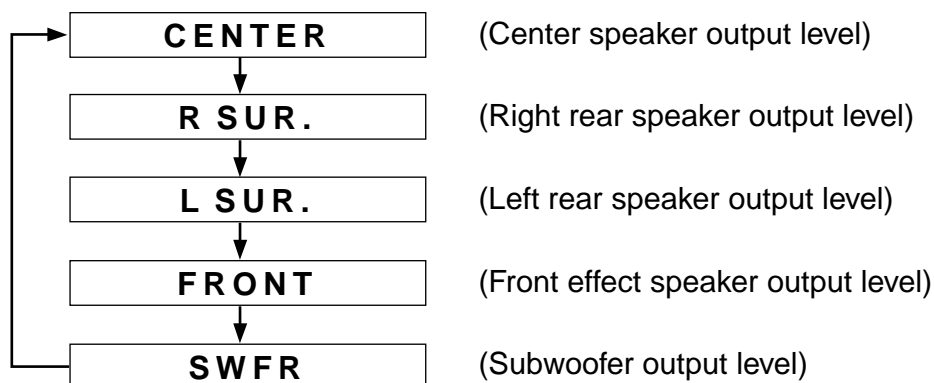 CENTER (Center speaker output level)
R SUR. (Right rear speaker output level)
L SUR. (Left rear speaker output level)
FRONT (Front effect speaker output level)
SWFR (Subwoofer output level)